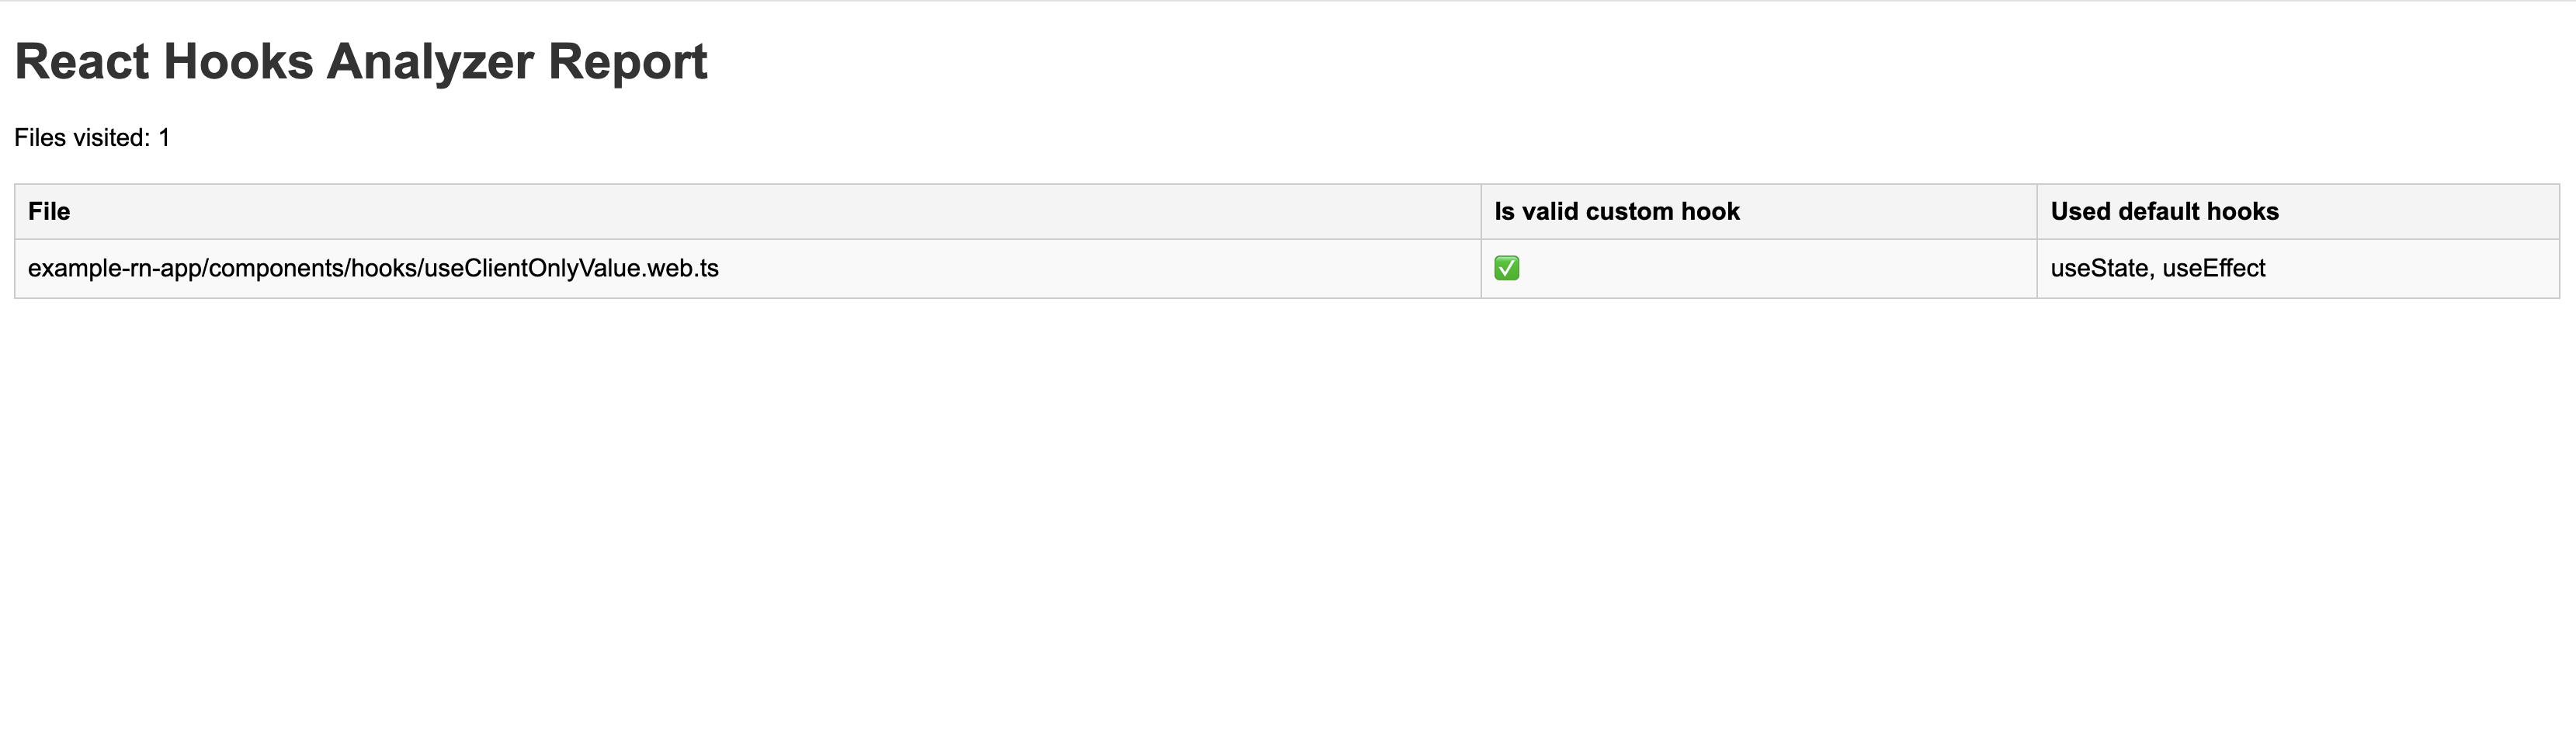 React Hooks Analyzer Report
Files visited: 1
File Is valid custom hook Used default hooks
example-rn-app/components/hooks/useClientOnlyValue.web.ts ✅ useState, useEffect